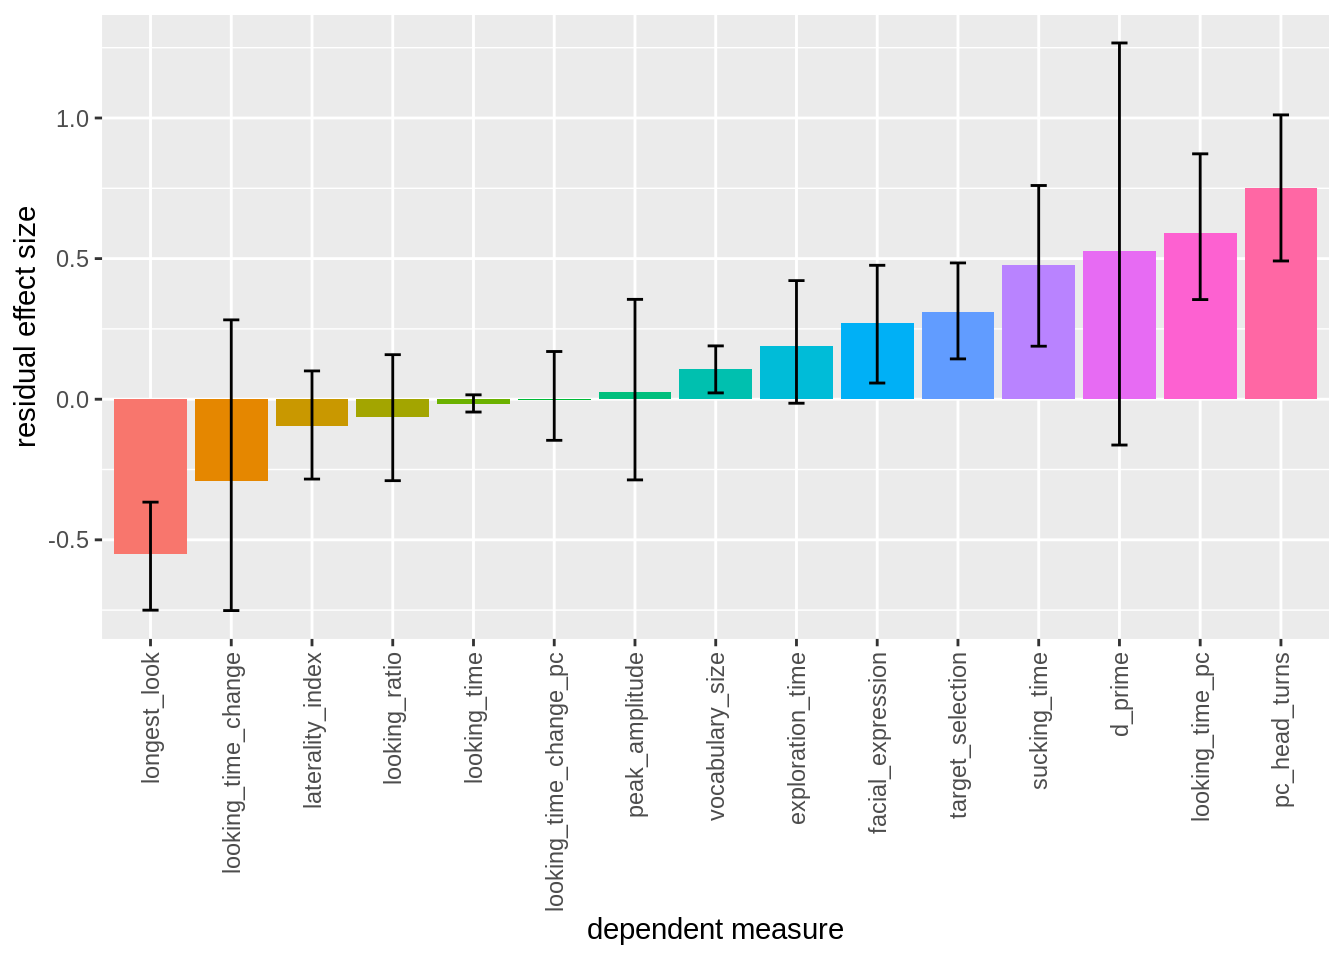 residual effect size
1.0
0.5
0.0
-0.5
longest_look
looking_time_change
laterality_index
looking_ratio
looking_time
looking_time_change_pc
peak_amplitude
vocabulary_size
exploration_time
facial_expression
target_selection
sucking_time
d_prime
looking_time_pc
pc_head_turns
dependent measure